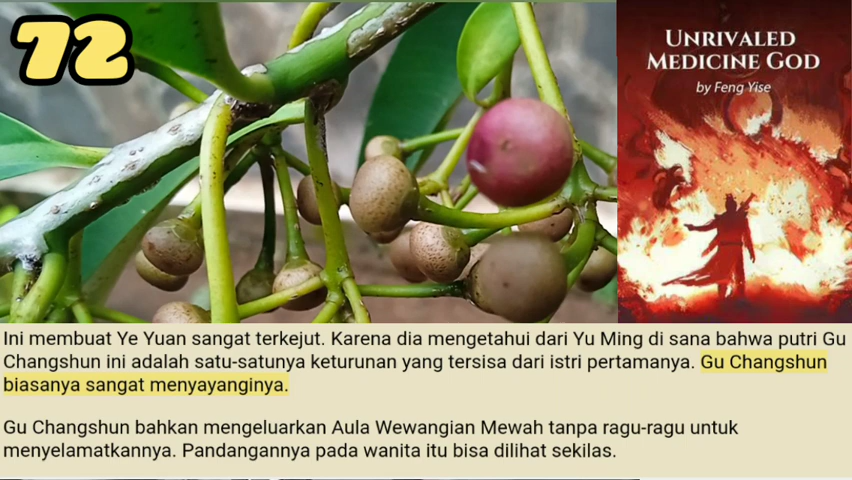 72
UNRIVALED
MEDICINE GOD
by Feng Yise
Ini membuat Ye Yuan sangat terkejut. Karena dia mengetahui dari Yu Ming di sana bahwa putri Gu
Changshun ini adalah satu-satunya keturunan yang tersisa dari istri pertamanya. Gu Changshun
biasanya sangat menyayanginya.
Gu Changshun bahkan mengeluarkan Aula Wewangian Mewah tanpa ragu-ragu untuk
menyelamatkannya. Pandangannya pada wanita itu bisa dilihat sekilas.